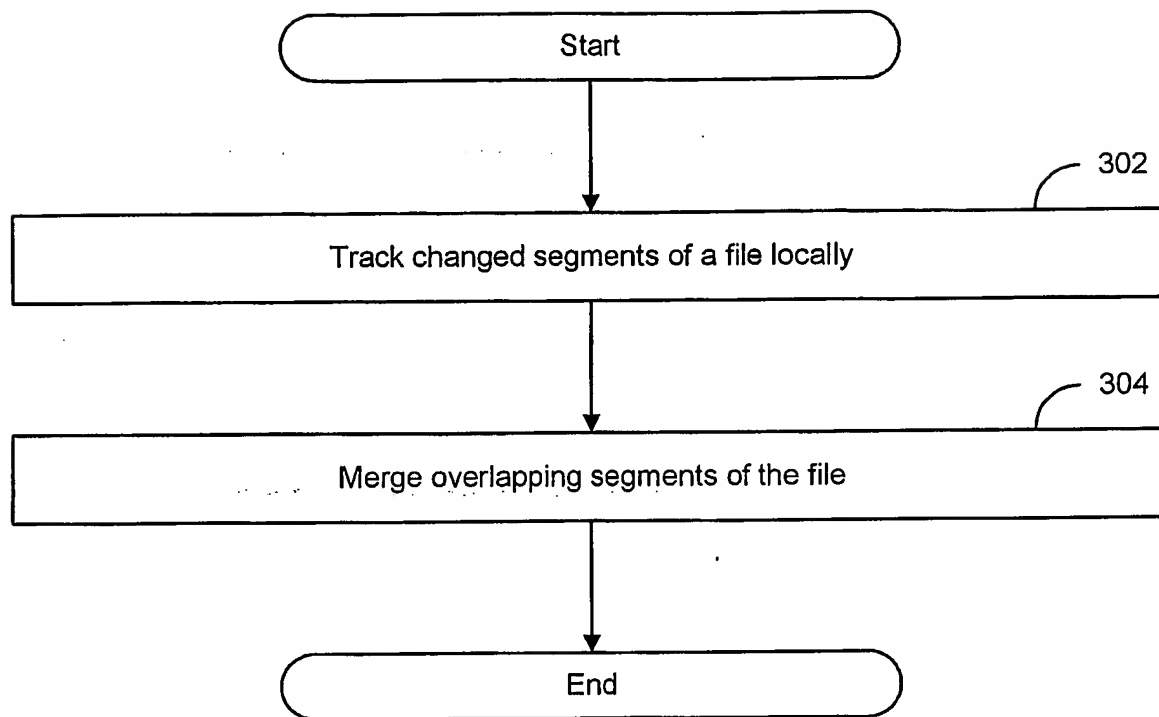 Start
302
Track changed segments of a file locally
304
Merge overlapping segments of the file
End